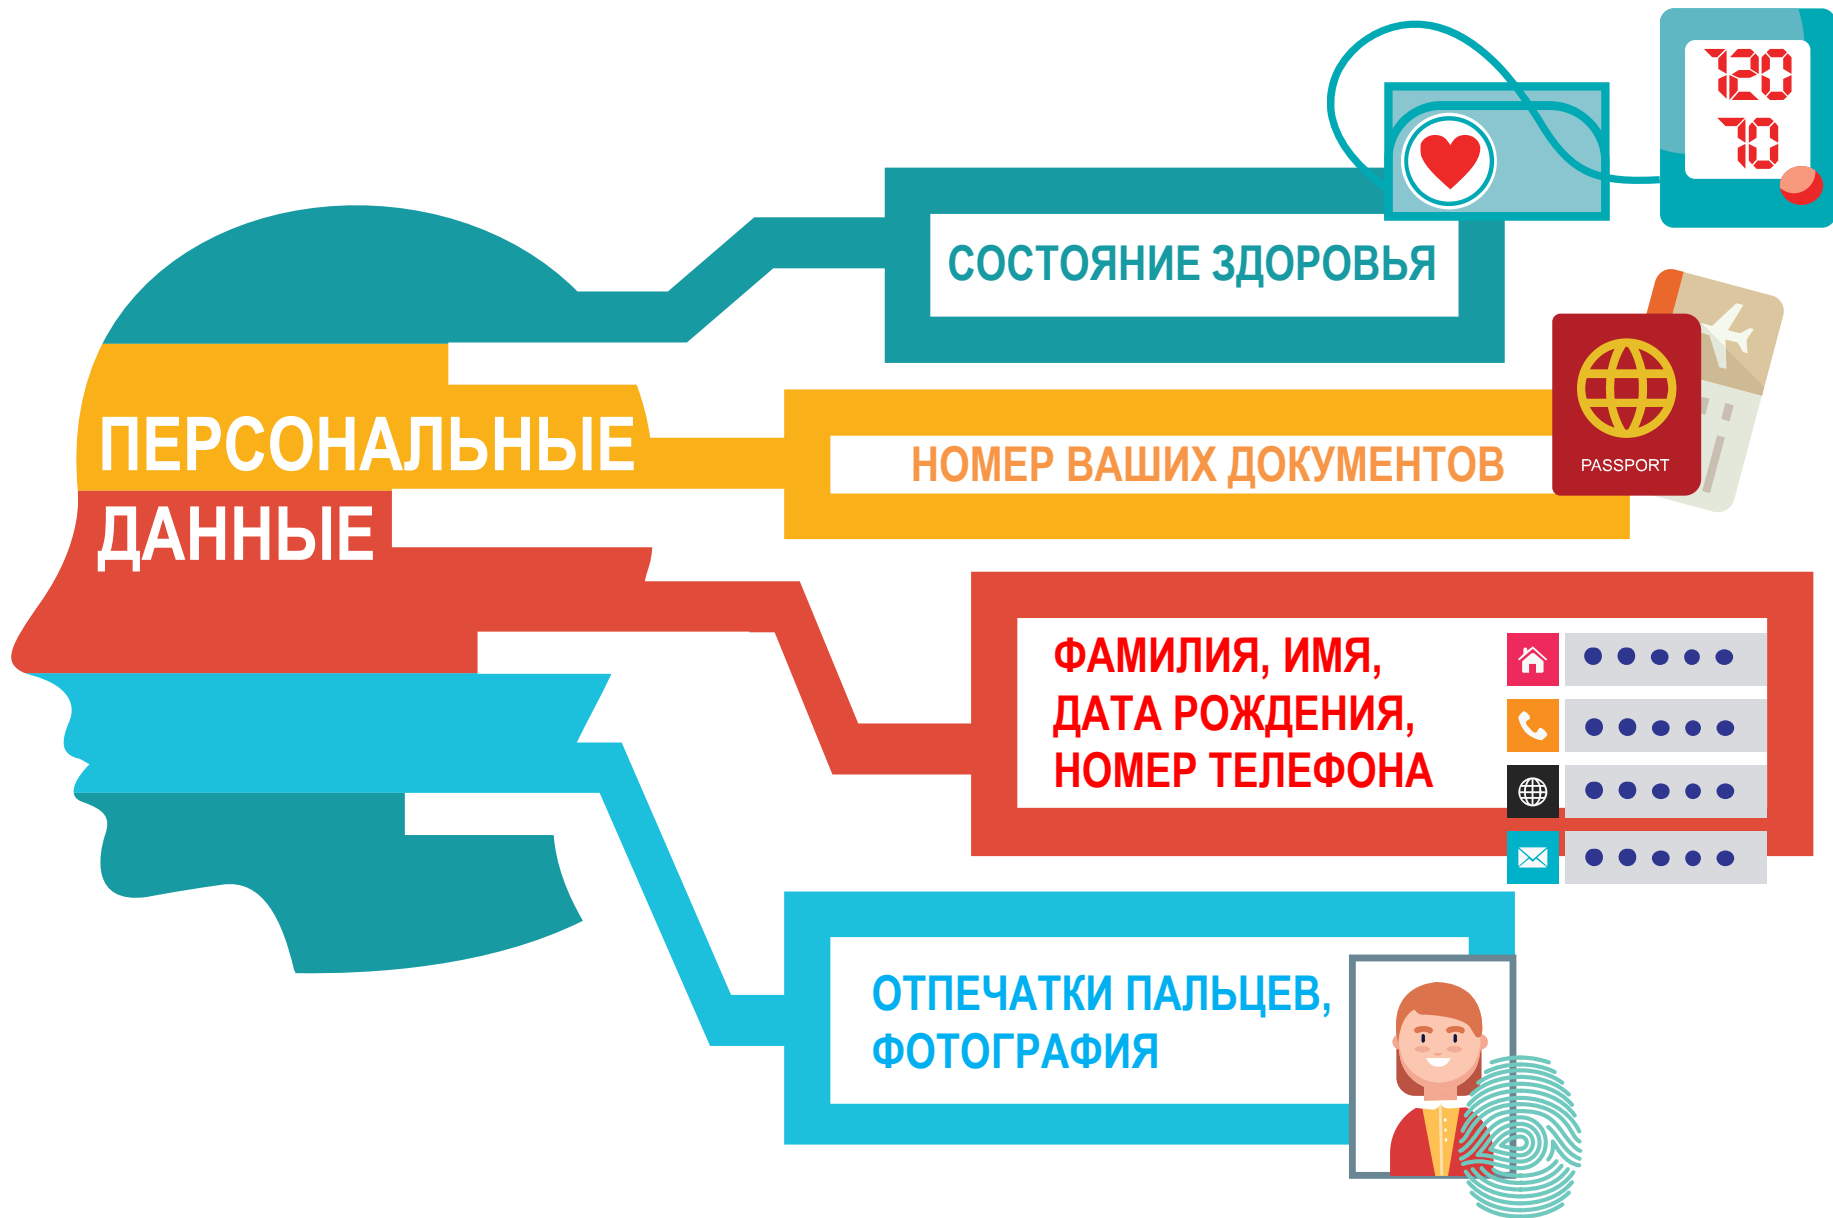 120
70
СОСТОЯНИЕ ЗДОРОВЬЯ
ПЕРСОНАЛЬНЫЕ
ДАННЫЕ
НОМЕР ВАШИХ ДОКУМЕНТОВ
PASSPORT
ФАМИЛИЯ, ИМЯ,
ДАТА РОЖДЕНИЯ,
НОМЕР ТЕЛЕФОНА
ОТПЕЧАТКИ ПАЛЬЦЕВ,
ФОТОГРАФИЯ